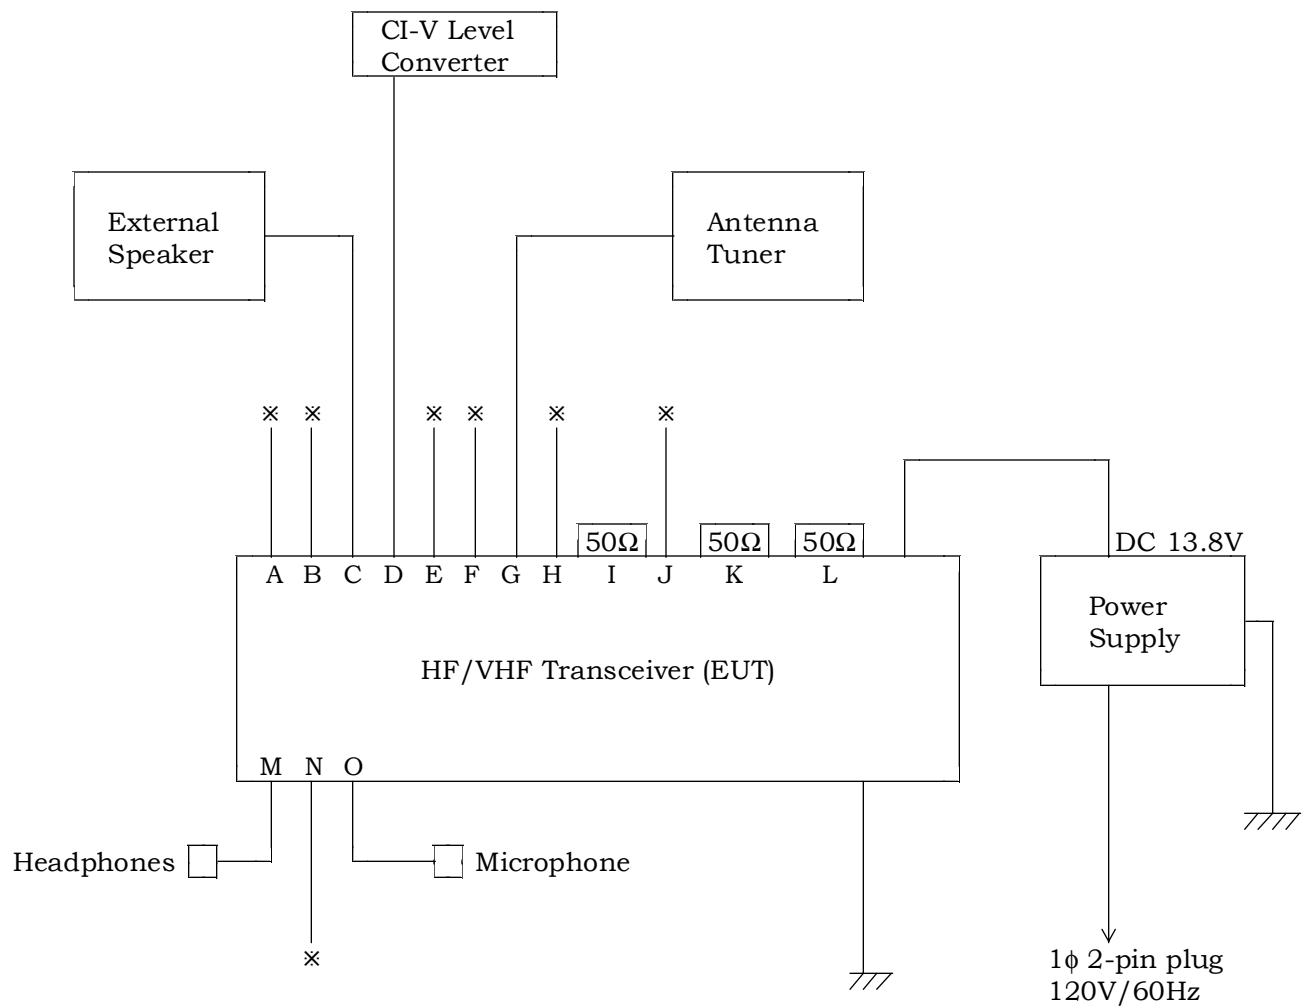 CI-V Level
Converter
External
Speaker
Antenna
Tuner
※ ※ ※ ※ ※ ※
50Ω 50Ω 50Ω
DC 13.8V
A B C D E F G H I J K L
Power
Supply
HF/VHF Transceiver (EUT)
M N O
Headphones
Microphone
※
1ϕ 2-pin plug
120V/60Hz